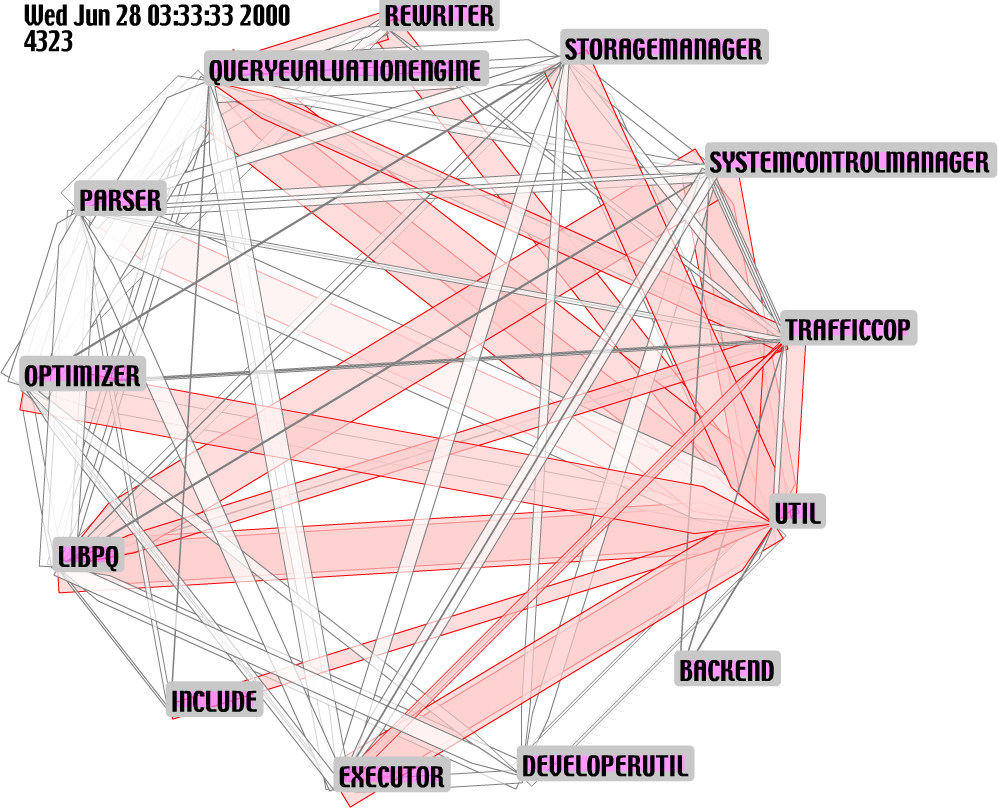 Wed Jun 28 03:33:33 2000
4323
REWRITER
STORAGEMANAGER
QUERYEVALUATIONENGINE
SYSTEMCONTROLMANAGER
PARSER
TRAFFICCOP
OPTIMIZER
UTIL
LIBPQ
BACKEND
INCLUDE
DEVELOPERUTIL
EXECUTOR